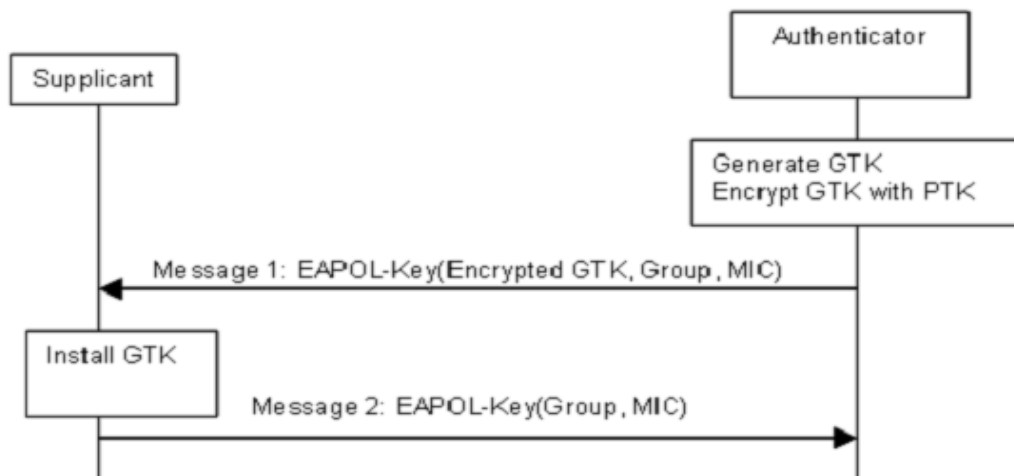 Authenticator
Supplicant
Generate GTK
Encrypt GTK with PTK
Message 1: EAPOL-Key(Encrypted GTK, Group, MIC)
Install GTK
Message 2: EAPOL-Key(Group, MIC)